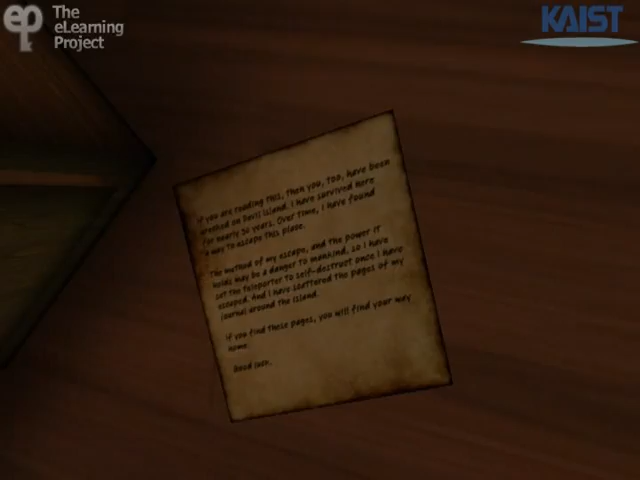 The
eLearning
Project
ep
KAIST
If you are reading this, then you, too, have been
wrecked on Devil Island. I have survived here
for nearly 30 years. Over time, I have found
a way to escape this place.
The method of my escape, and the power it
holds may be a danger to mankind, so I have
set the teleporter to self-destruct once I have
escaped. And I have scattered the pages of my
journal around the island.
If you find these pages, you will find your way
home.
Good luck.